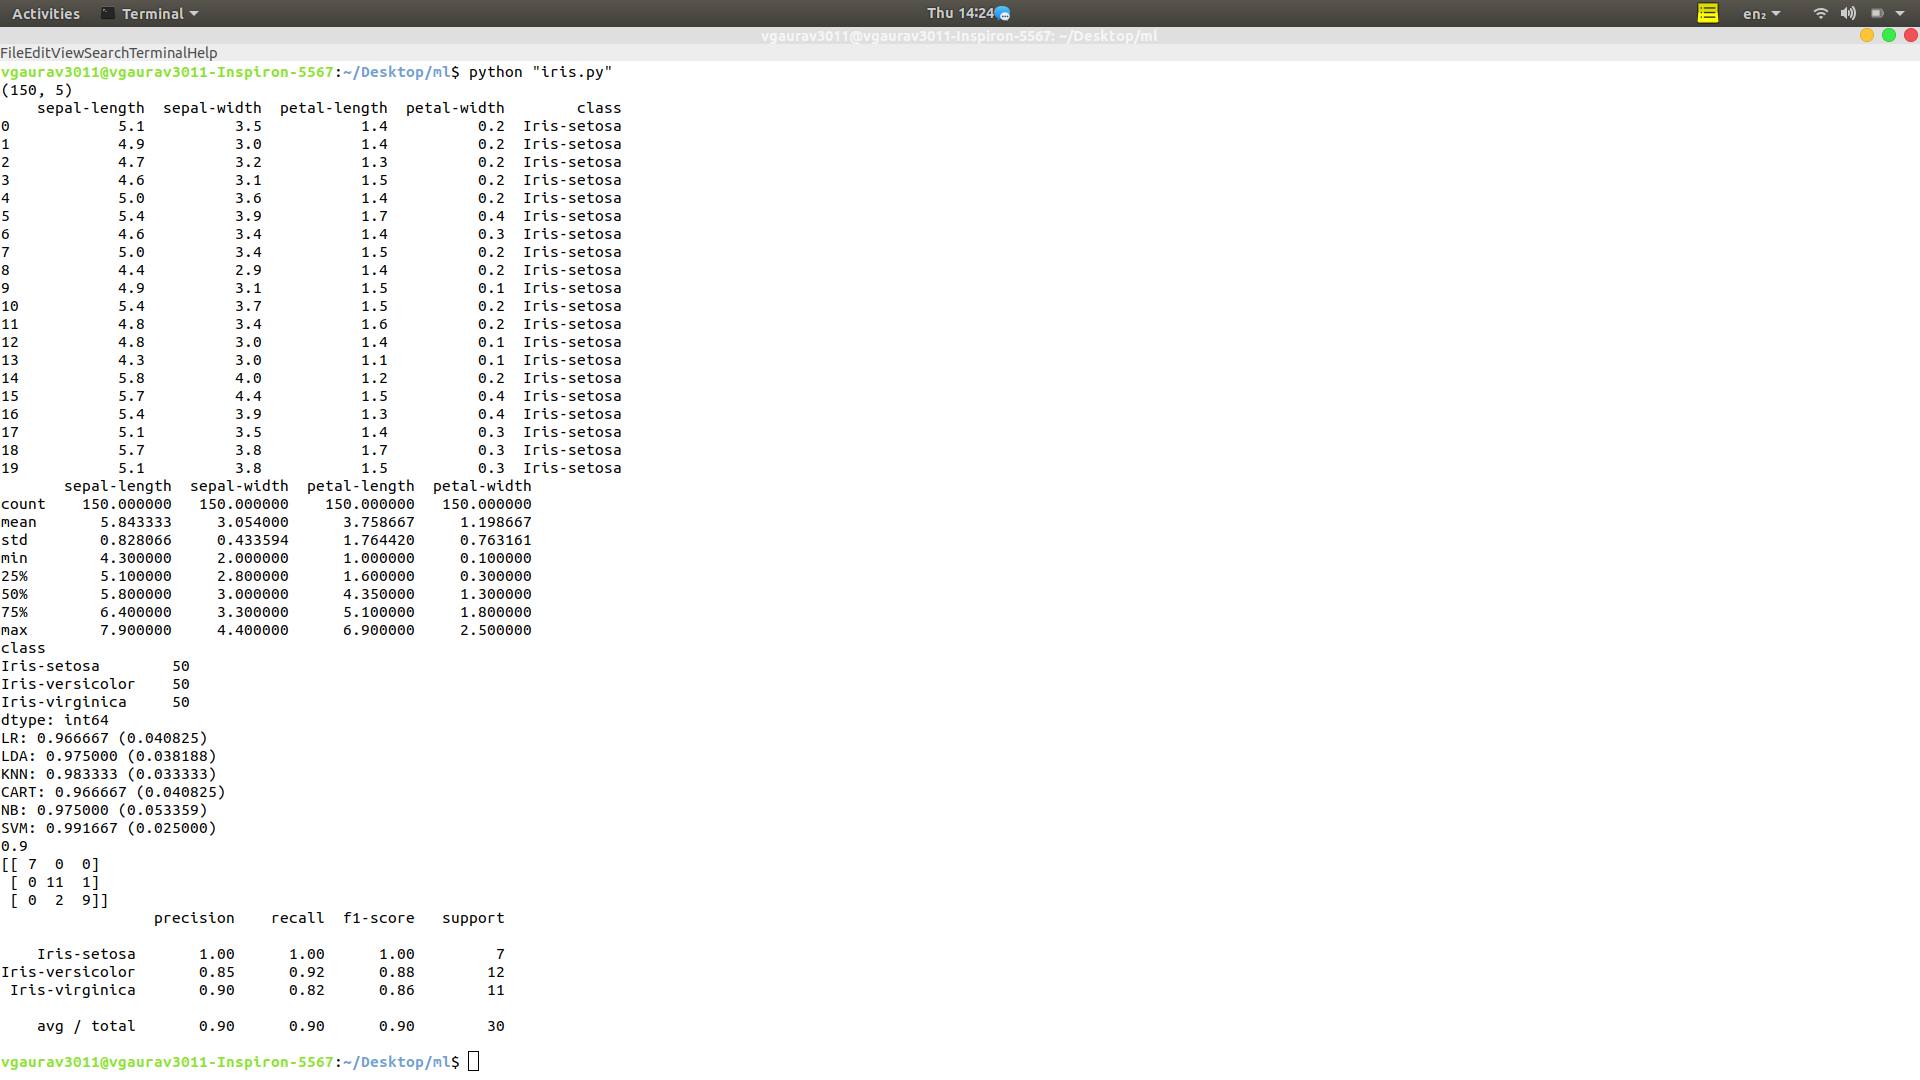 Activities Terminal Thu 14:24 en₂
vgaurav3011@vgaurav3011-Inspiron-5567: ~/Desktop/ml
File Edit View Search Terminal Help
vgaurav3011@vgaurav3011-Inspiron-5567:~/Desktop/ml$ python "iris.py"
(150, 5)
    sepal-length  sepal-width  petal-length  petal-width        class
0            5.1          3.5           1.4          0.2  Iris-setosa
1            4.9          3.0           1.4          0.2  Iris-setosa
2            4.7          3.2           1.3          0.2  Iris-setosa
3            4.6          3.1           1.5          0.2  Iris-setosa
4            5.0          3.6           1.4          0.2  Iris-setosa
5            5.4          3.9           1.7          0.4  Iris-setosa
6            4.6          3.4           1.4          0.3  Iris-setosa
7            5.0          3.4           1.5          0.2  Iris-setosa
8            4.4          2.9           1.4          0.2  Iris-setosa
9            4.9          3.1           1.5          0.1  Iris-setosa
10           5.4          3.7           1.5          0.2  Iris-setosa
11           4.8          3.4           1.6          0.2  Iris-setosa
12           4.8          3.0           1.4          0.1  Iris-setosa
13           4.3          3.0           1.1          0.1  Iris-setosa
14           5.8          4.0           1.2          0.2  Iris-setosa
15           5.7          4.4           1.5          0.4  Iris-setosa
16           5.4          3.9           1.3          0.4  Iris-setosa
17           5.1          3.5           1.4          0.3  Iris-setosa
18           5.7          3.8           1.7          0.3  Iris-setosa
19           5.1          3.8           1.5          0.3  Iris-setosa
       sepal-length  sepal-width  petal-length  petal-width
count    150.000000   150.000000    150.000000   150.000000
mean       5.843333     3.054000      3.758667     1.198667
std        0.828066     0.433594      1.764420     0.763161
min        4.300000     2.000000      1.000000     0.100000
25%        5.100000     2.800000      1.600000     0.300000
50%        5.800000     3.000000      4.350000     1.300000
75%        6.400000     3.300000      5.100000     1.800000
max        7.900000     4.400000      6.900000     2.500000
class
Iris-setosa        50
Iris-versicolor    50
Iris-virginica     50
dtype: int64
LR: 0.966667 (0.040825)
LDA: 0.975000 (0.038188)
KNN: 0.983333 (0.033333)
CART: 0.966667 (0.040825)
NB: 0.975000 (0.053359)
SVM: 0.991667 (0.025000)
0.9
[[ 7  0  0]
 [ 0 11  1]
 [ 0  2  9]]
                 precision    recall  f1-score   support
    Iris-setosa       1.00      1.00      1.00         7
Iris-versicolor       0.85      0.92      0.88        12
 Iris-virginica       0.90      0.82      0.86        11
    avg / total       0.90      0.90      0.90        30
vgaurav3011@vgaurav3011-Inspiron-5567:~/Desktop/ml$